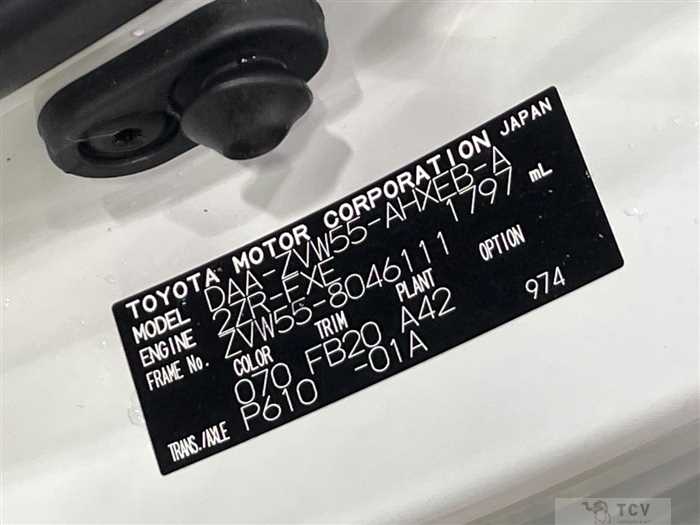 TOYOTA MOTOR CORPORATION JAPAN
MODEL DAA-ZVW55-AHXEB-A
ENGINE 2ZR-FXE 1797 mL
FRAME No. ZVW55-8046111
COLOR TRIM PLANT OPTION
070 FB20 A42 974
TRANS./AXLE P610 -01A
TCV